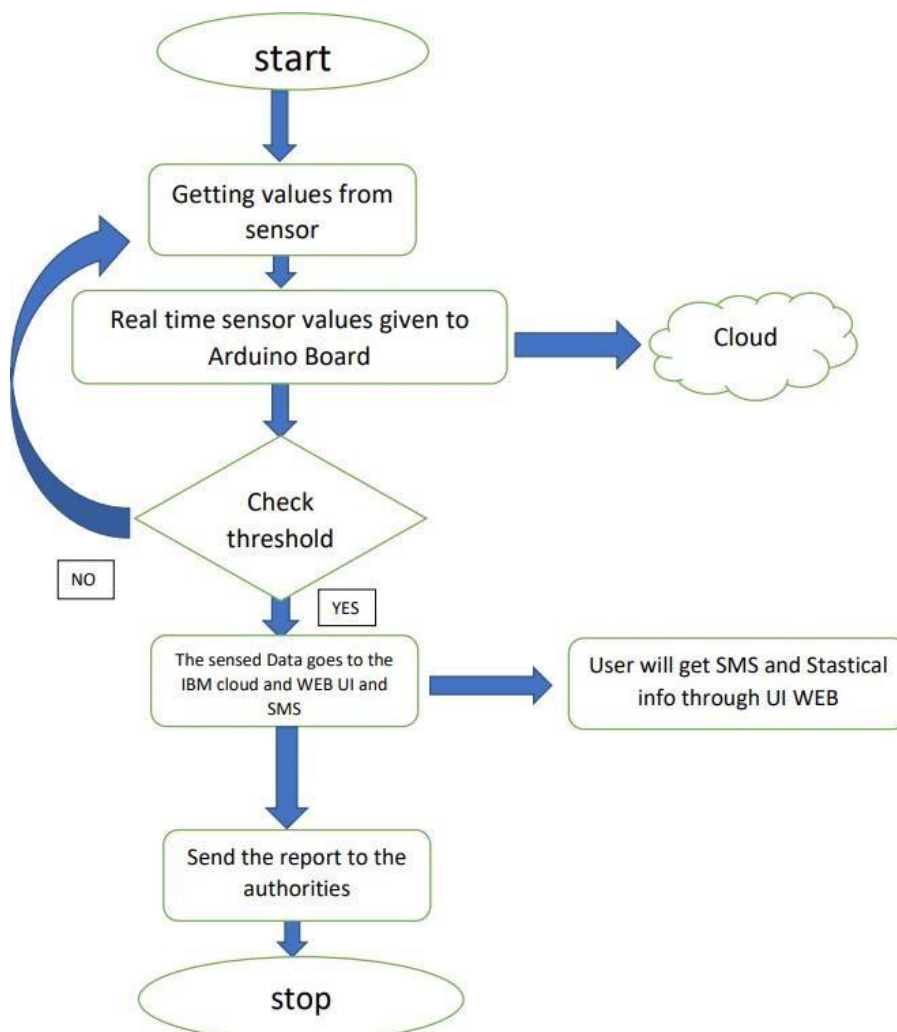 start
Getting values from
sensor
Real time sensor values given to
Arduino Board
Cloud
Check
threshold
NO
YES
The sensed Data goes to the
IBM cloud and WEB UI and
SMS
User will get SMS and Stastical
info through UI WEB
Send the report to the
authorities
stop